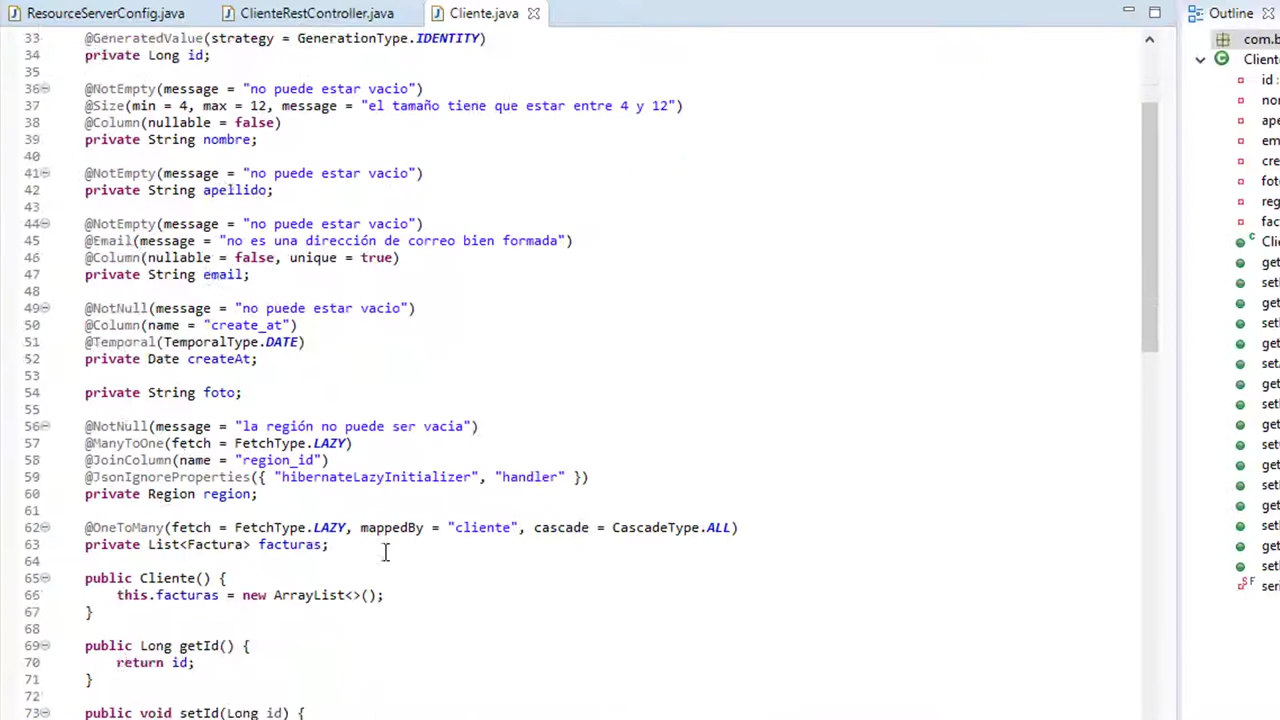 ResourceServerConfig.java ClienteRestController.java Cliente.java Outline
33 @GeneratedValue(strategy = GenerationType.IDENTITY)
34 private Long id;
35
36 @NotEmpty(message = "no puede estar vacio")
37 @Size(min = 4, max = 12, message = "el tamaño tiene que estar entre 4 y 12")
38 @Column(nullable = false)
39 private String nombre;
40
41 @NotEmpty(message = "no puede estar vacio")
42 private String apellido;
43
44 @NotEmpty(message = "no puede estar vacio")
45 @Email(message = "no es una dirección de correo bien formada")
46 @Column(nullable = false, unique = true)
47 private String email;
48
49 @NotNull(message = "no puede estar vacio")
50 @Column(name = "create_at")
51 @Temporal(TemporalType.DATE)
52 private Date createAt;
53
54 private String foto;
55
56 @NotNull(message = "la región no puede ser vacia")
57 @ManyToOne(fetch = FetchType.LAZY)
58 @JoinColumn(name = "region_id")
59 @JsonIgnoreProperties({ "hibernateLazyInitializer", "handler" })
60 private Region region;
61
62 @OneToMany(fetch = FetchType.LAZY, mappedBy = "cliente", cascade = CascadeType.ALL)
63 private List<Factura> facturas;
64
65 public Cliente() {
66 this.facturas = new ArrayList<>();
67 }
68
69 public Long getId() {
70 return id;
71 }
72
73 public void setId(Long id) {
com.b
Cliente
id :
nom
ape
em
cre
foto
reg
fac
Cli
get
setI
get
set
get
set
get
set
get
set
get
set
get
set
get
set
seri